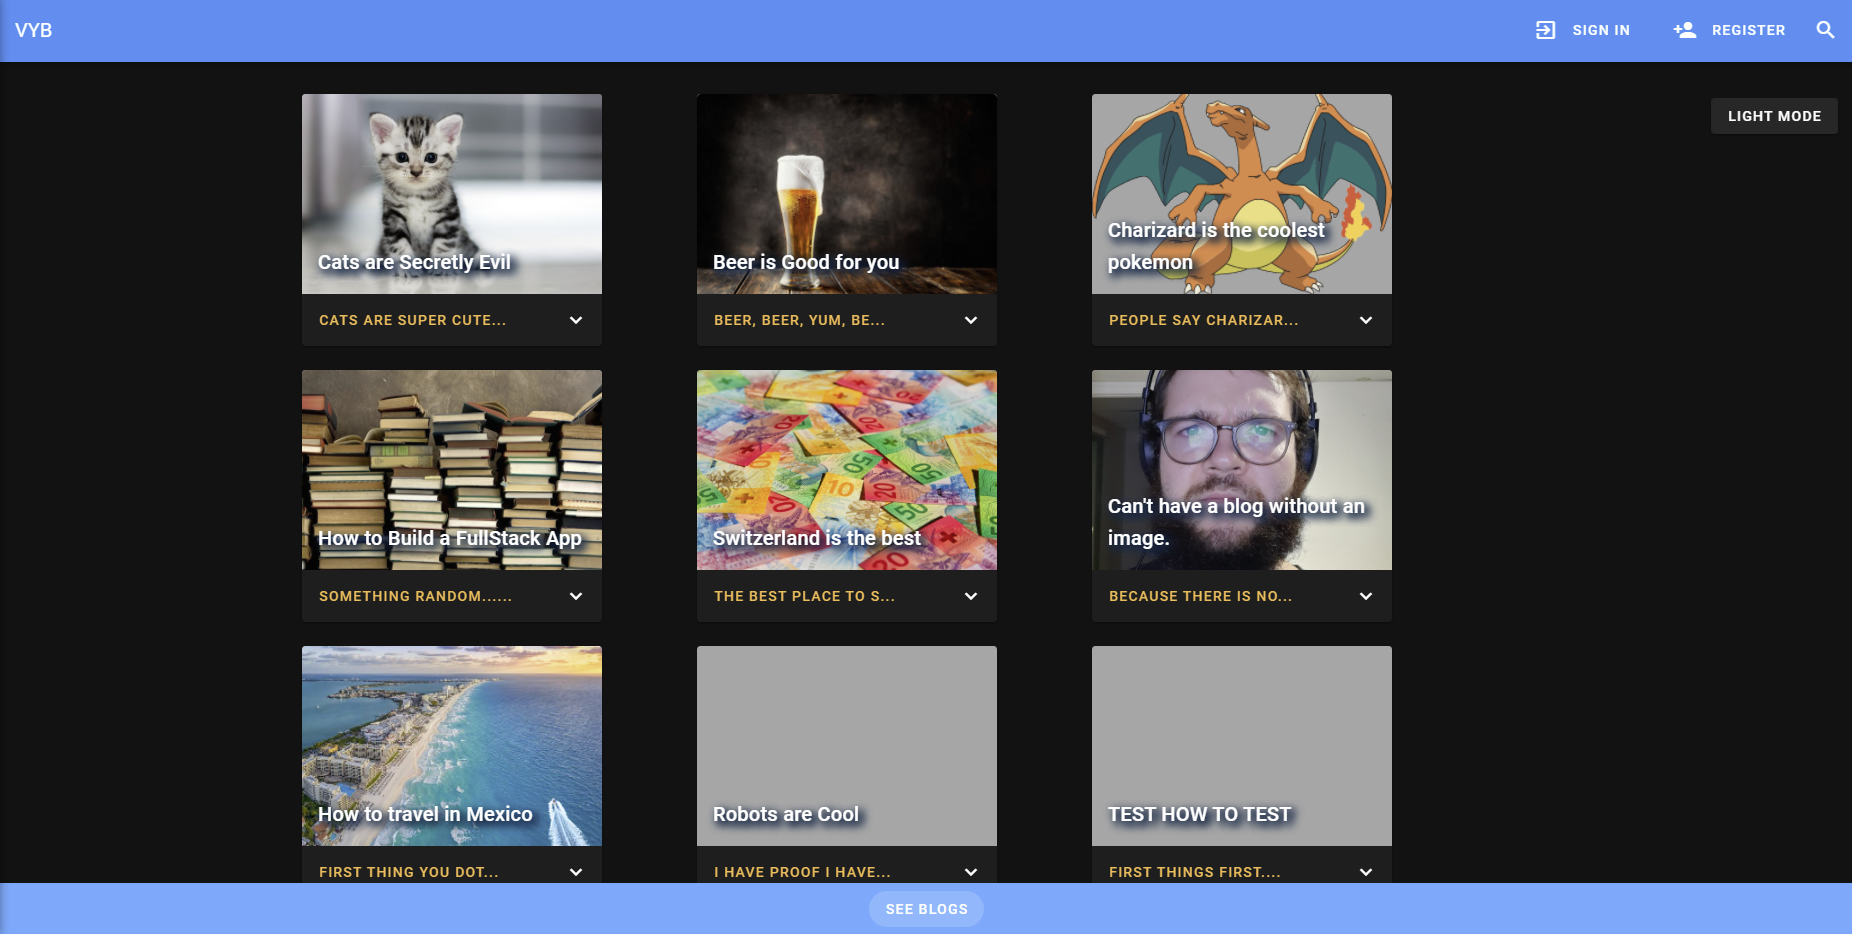 VYB
SIGN IN
REGISTER
LIGHT MODE
Cats are Secretly Evil
CATS ARE SUPER CUTE...
Beer is Good for you
BEER, BEER, YUM, BE...
Charizard is the coolest
pokemon
PEOPLE SAY CHARIZAR...
How to Build a FullStack App
SOMETHING RANDOM......
Switzerland is the best
THE BEST PLACE TO S...
Can't have a blog without an
image.
BECAUSE THERE IS NO...
How to travel in Mexico
FIRST THING YOU DOT...
Robots are Cool
I HAVE PROOF I HAVE...
TEST HOW TO TEST
FIRST THINGS FIRST....
SEE BLOGS